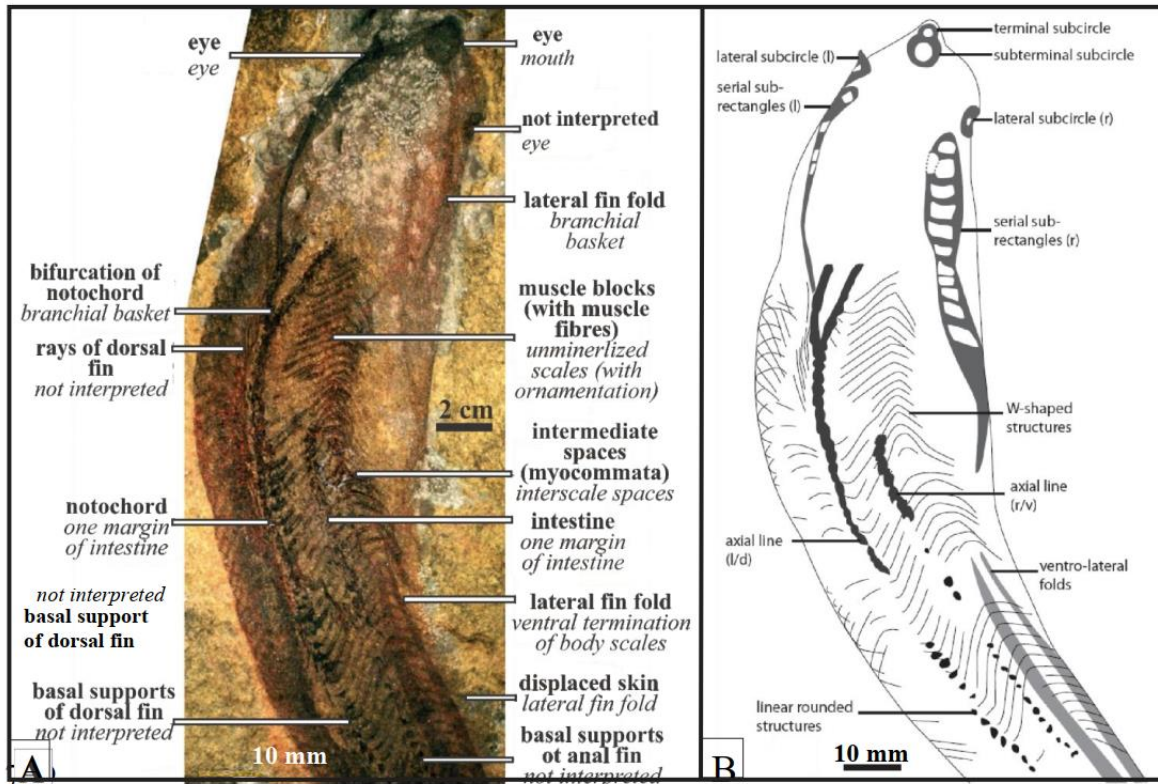 eye
eye
eye
mouth
not interpreted
eye
lateral fin fold
branchial
basket
bifurcation of
notochord
branchial basket
rays of dorsal
fin
not interpreted
muscle blocks
(with muscle
fibres)
unminerlized
scales (with
ornamentation)
2 cm
intermediate
spaces
(myocommata)
interscale spaces
notochord
one margin
of intestine
intestine
one margin
of intestine
not interpreted
basal support
of dorsal fin
lateral fin fold
ventral termination
of body scales
basal supports
of dorsal fin
not interpreted
displaced skin
lateral fin fold
basal supports
ot anal fin
not interpreted
10 mm
A
terminal subcircle
subterminal subcircle
lateral subcircle (l)
serial sub-
rectangles (l)
lateral subcircle (r)
serial sub-
rectangles (r)
W-shaped
structures
axial line
(r/v)
axial line
(l/d)
ventro-lateral
folds
linear rounded
structures
10 mm
B